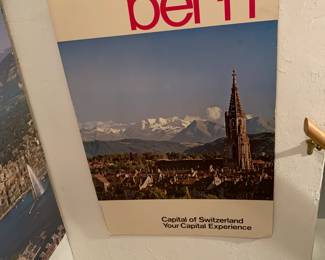 bern
Capital of Switzerland
Your Capital Experience